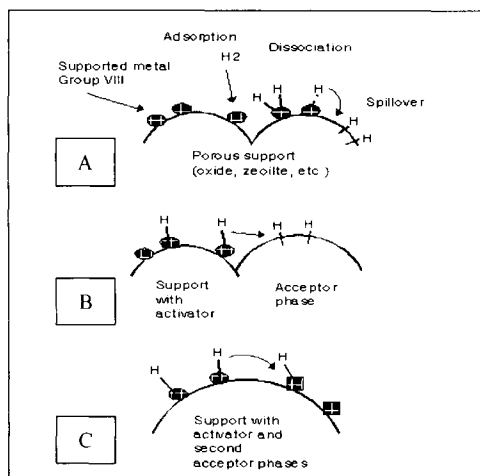 Adsorption
H2
Dissociation
Supported metal
Group VIII
H
H
H
Spillover
H
H
A
Porous support
(oxide, zeoilte, etc )
H
H
H
H
B
Support
with
activator
Acceptor
phase
H
H
H
C
Support with
activator and
second
acceptor phases